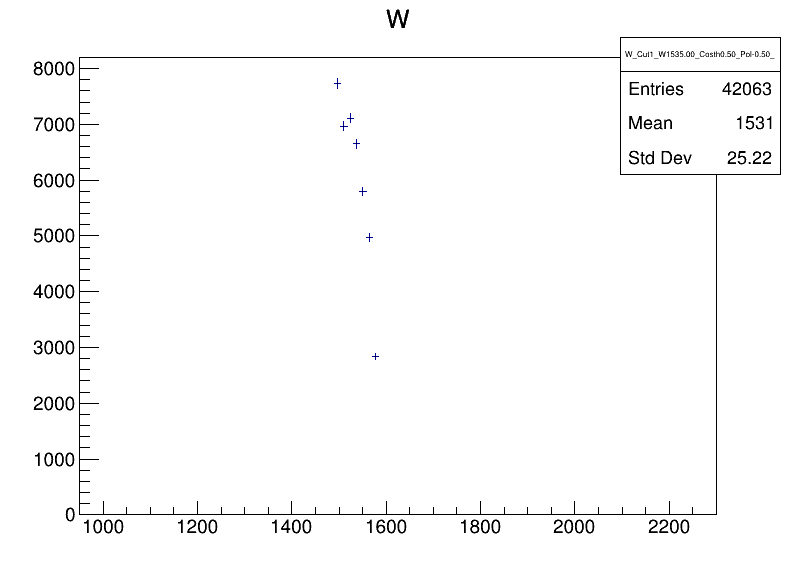 W
W_Cut1_W1535.00_Costh0.50_Pol-0.50_
Entries 42063
Mean 1531
Std Dev 25.22
8000
7000
6000
5000
4000
3000
2000
1000
0
1000 1200 1400 1600 1800 2000 2200